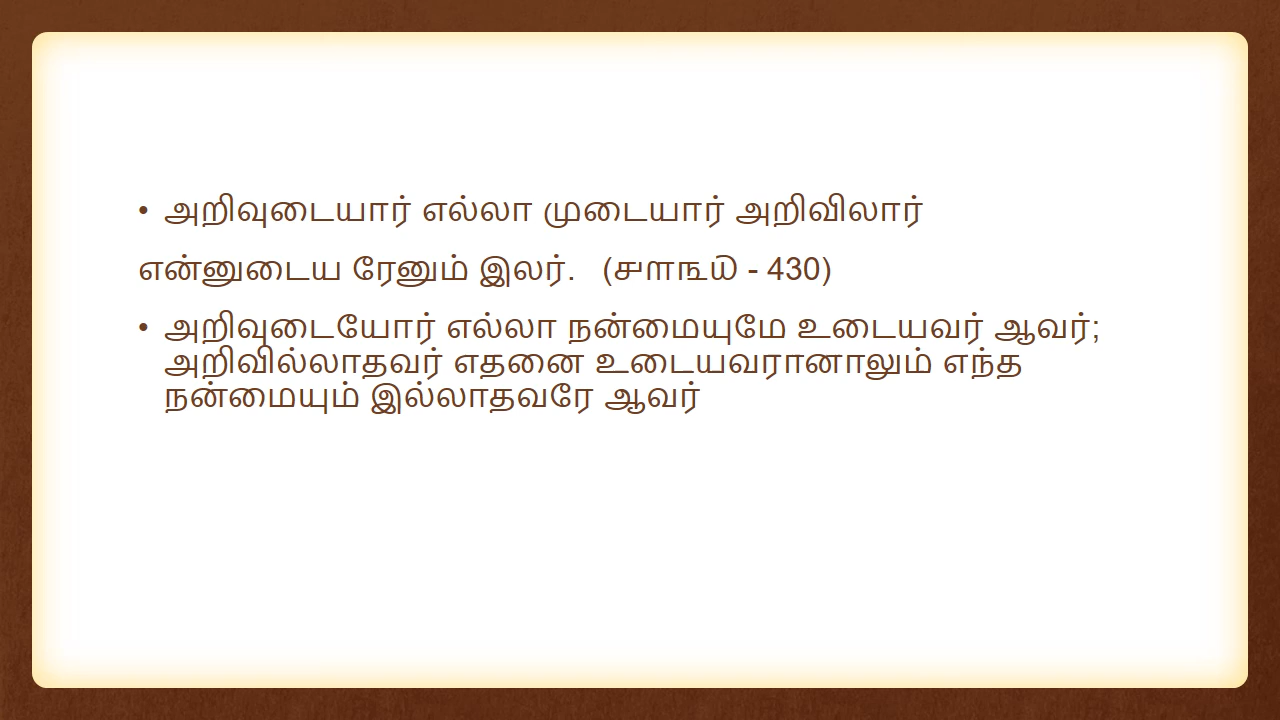 • அறிவுடையார் எல்லா முடையார் அறிவிலார்
என்னுடைய ரேனும் இலர். (௪௱௩௰ - 430)
• அறிவுடையோர் எல்லா நன்மையுமே உடையவர் ஆவர்;
அறிவில்லாதவர் எதனை உடையவரானாலும் எந்த
நன்மையும் இல்லாதவரே ஆவர்